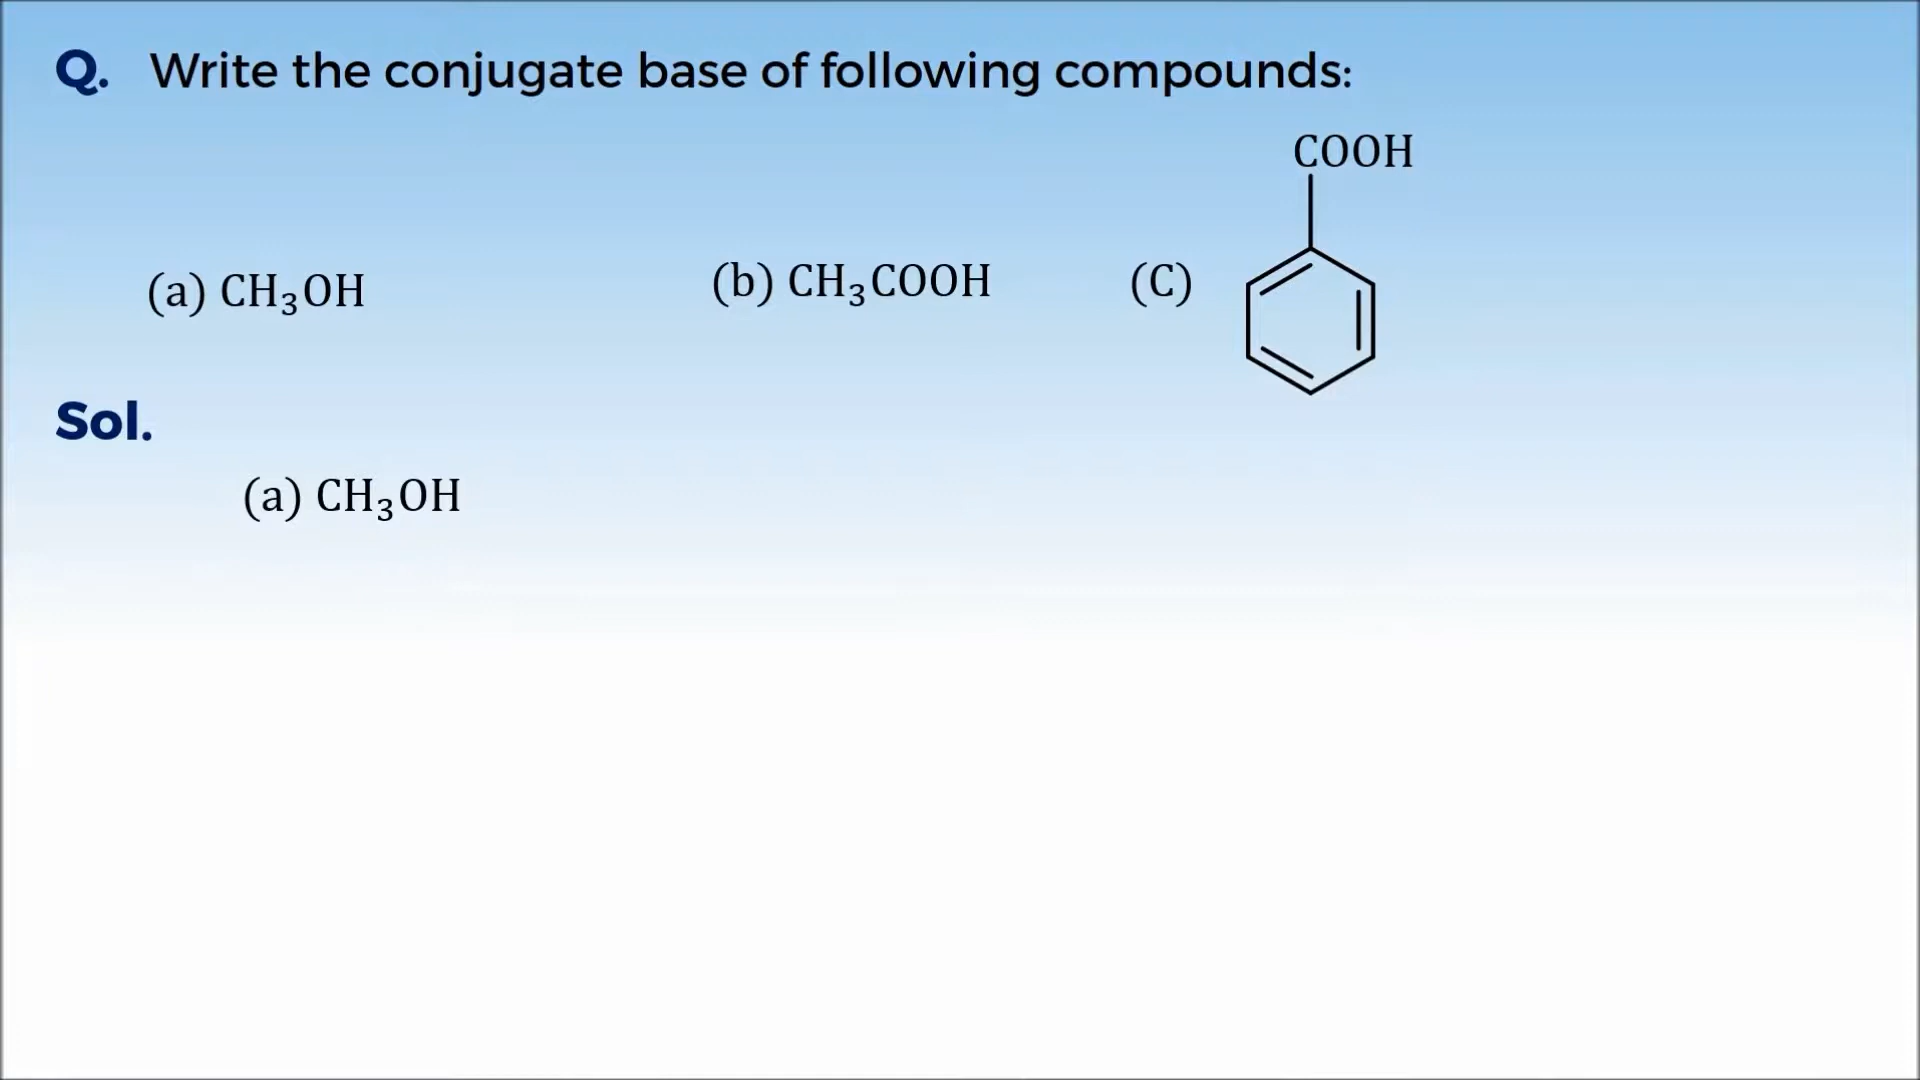 Q. Write the conjugate base of following compounds:
COOH
(a) CH₃OH (b) CH₃COOH (C)
Sol.
(a) CH₃OH